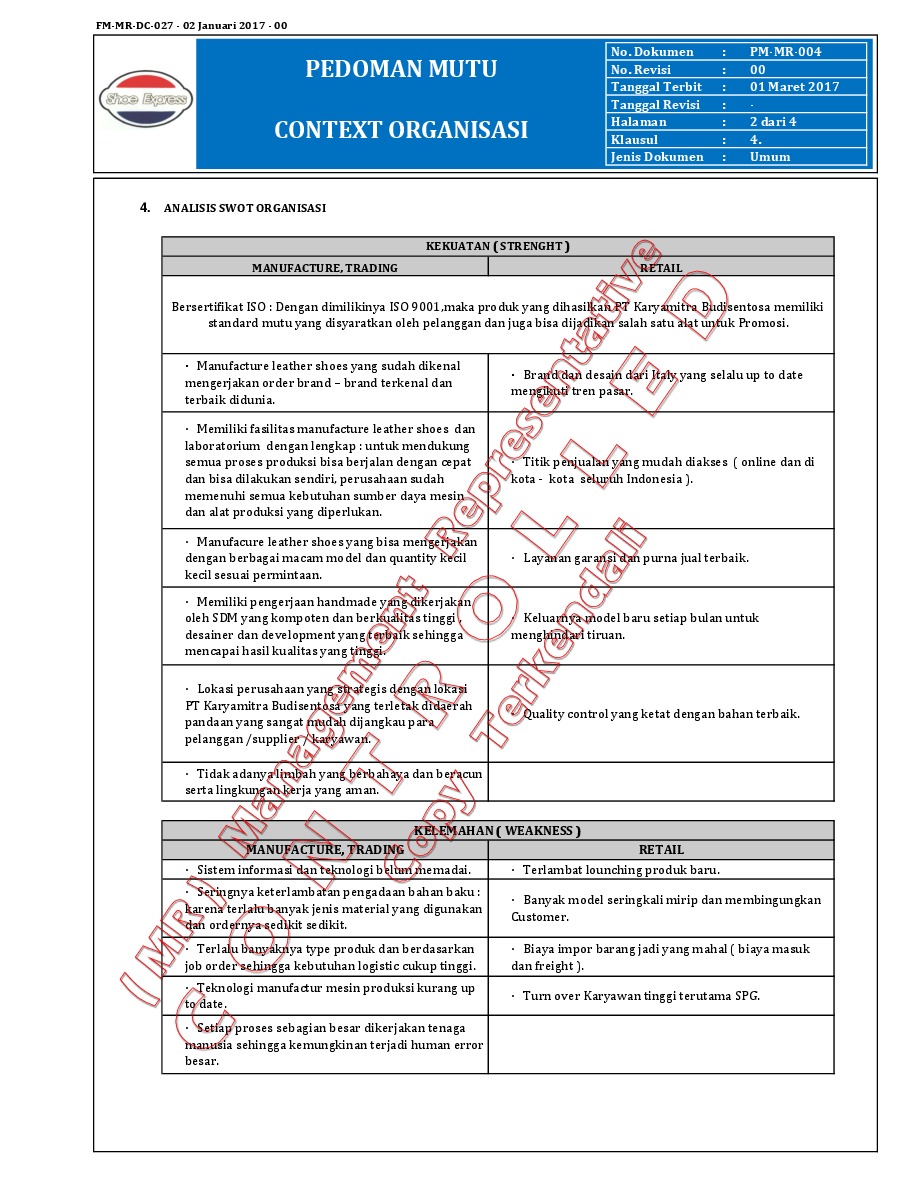 FM-MR-DC-027 - 02 Januari 2017 - 00
Shoe Express
PEDOMAN MUTU
CONTEXT ORGANISASI
No. Dokumen : PM-MR-004
No. Revisi : 00
Tanggal Terbit : 01 Maret 2017
Tanggal Revisi : -
Halaman : 2 dari 4
Klausul : 4.
Jenis Dokumen : Umum
4. ANALISIS SWOT ORGANISASI
KEKUATAN ( STRENGHT )
MANUFACTURE, TRADING
RETAIL
Bersertifikat ISO : Dengan dimilikinya ISO 9001,maka produk yang dihasilkan PT Karyamitra Budisentosa memiliki
standard mutu yang disyaratkan oleh pelanggan dan juga bisa dijadikan salah satu alat untuk Promosi.
· Manufacture leather shoes yang sudah dikenal
mengerjakan order brand – brand terkenal dan
terbaik didunia.
· Brand dan desain dari Italy yang selalu up to date
mengikuti tren pasar.
· Memiliki fasilitas manufacture leather shoes dan
laboratorium dengan lengkap : untuk mendukung
semua proses produksi bisa berjalan dengan cepat
dan bisa dilakukan sendiri, perusahaan sudah
memenuhi semua kebutuhan sumber daya mesin
dan alat produksi yang diperlukan.
· Titik penjualan yang mudah diakses ( online dan di
kota - kota seluruh Indonesia ).
· Manufacure leather shoes yang bisa mengerjakan
dengan berbagai macam model dan quantity kecil
kecil sesuai permintaan.
· Layanan garansi dan purna jual terbaik.
· Memiliki pengerjaan handmade yang dikerjakan
oleh SDM yang kompoten dan berkualitas tinggi ,
desainer dan development yang terbaik sehingga
mencapai hasil kualitas yang tinggi.
· Keluarnya model baru setiap bulan untuk
menghindari tiruan.
· Lokasi perusahaan yang strategis dengan lokasi
PT Karyamitra Budisentosa yang terletak didaerah
pandaan yang sangat mudah dijangkau para
pelanggan /supplier / karyawan.
· Quality control yang ketat dengan bahan terbaik.
· Tidak adanya limbah yang berbahaya dan beracun
serta lingkungan kerja yang aman.
KELEMAHAN ( WEAKNESS )
MANUFACTURE, TRADING
RETAIL
· Sistem informasi dan teknologi belum memadai.
· Terlambat lounching produk baru.
· Seringnya keterlambatan pengadaan bahan baku :
karena terlalu banyak jenis material yang digunakan
dan ordernya sedikit sedikit.
· Banyak model seringkali mirip dan membingungkan
Customer.
· Terlalu banyaknya type produk dan berdasarkan
job order sehingga kebutuhan logistic cukup tinggi.
· Biaya impor barang jadi yang mahal ( biaya masuk
dan freight ).
· Teknologi manufactur mesin produksi kurang up
to date.
· Turn over Karyawan tinggi terutama SPG.
· Setiap proses sebagian besar dikerjakan tenaga
manusia sehingga kemungkinan terjadi human error
besar.
( MR) Management Representative
CONTROLLED
Copy Terkendali